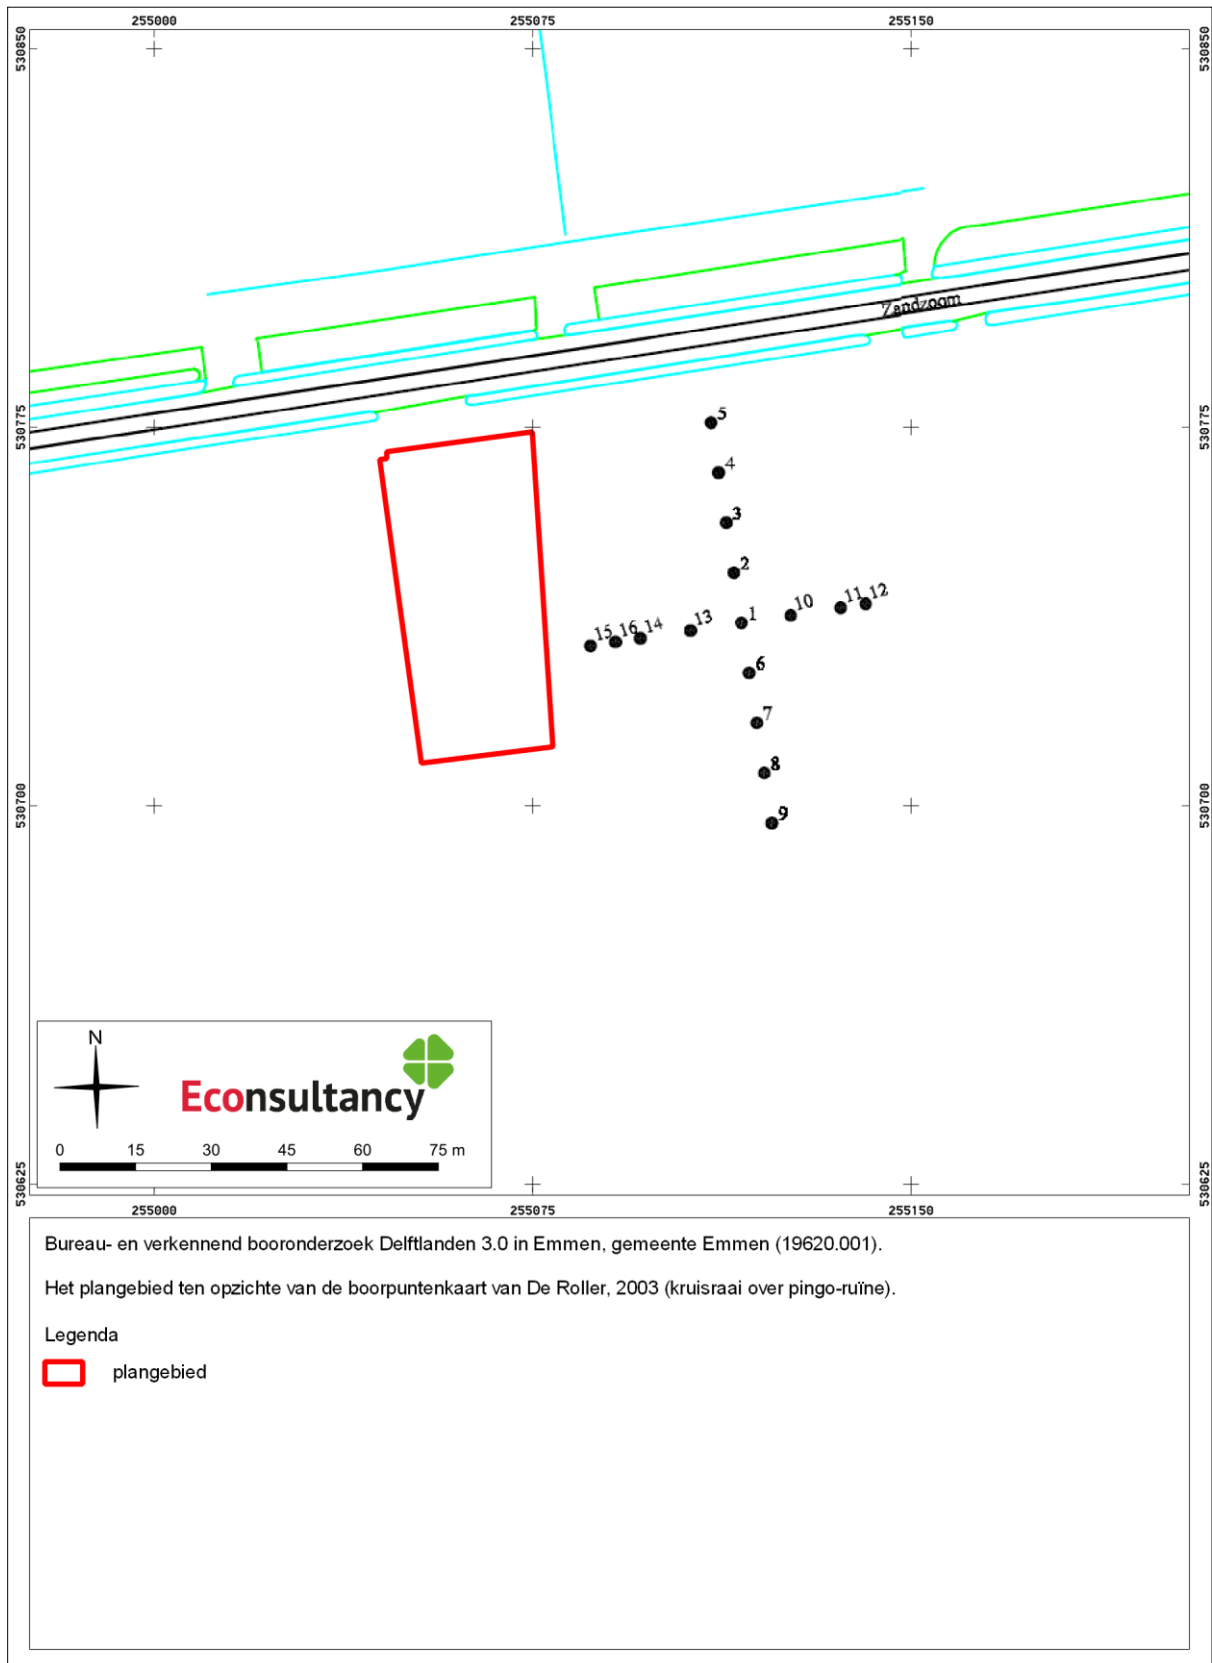 255000 255075 255150
530850 530850
Zandzoom
530775 530775
5
4
3
2
15 16 14 13 1 10 11 12
6
7
8
9
530700 530700
N
Econsultancy
0 15 30 45 60 75 m
530625 530625
255000 255075 255150
Bureau- en verkennend booronderzoek Delftlanden 3.0 in Emmen, gemeente Emmen (19620.001).
Het plangebied ten opzichte van de boorpuntenkaart van De Roller, 2003 (kruisraai over pingo-ruïne).
Legenda
plangebied